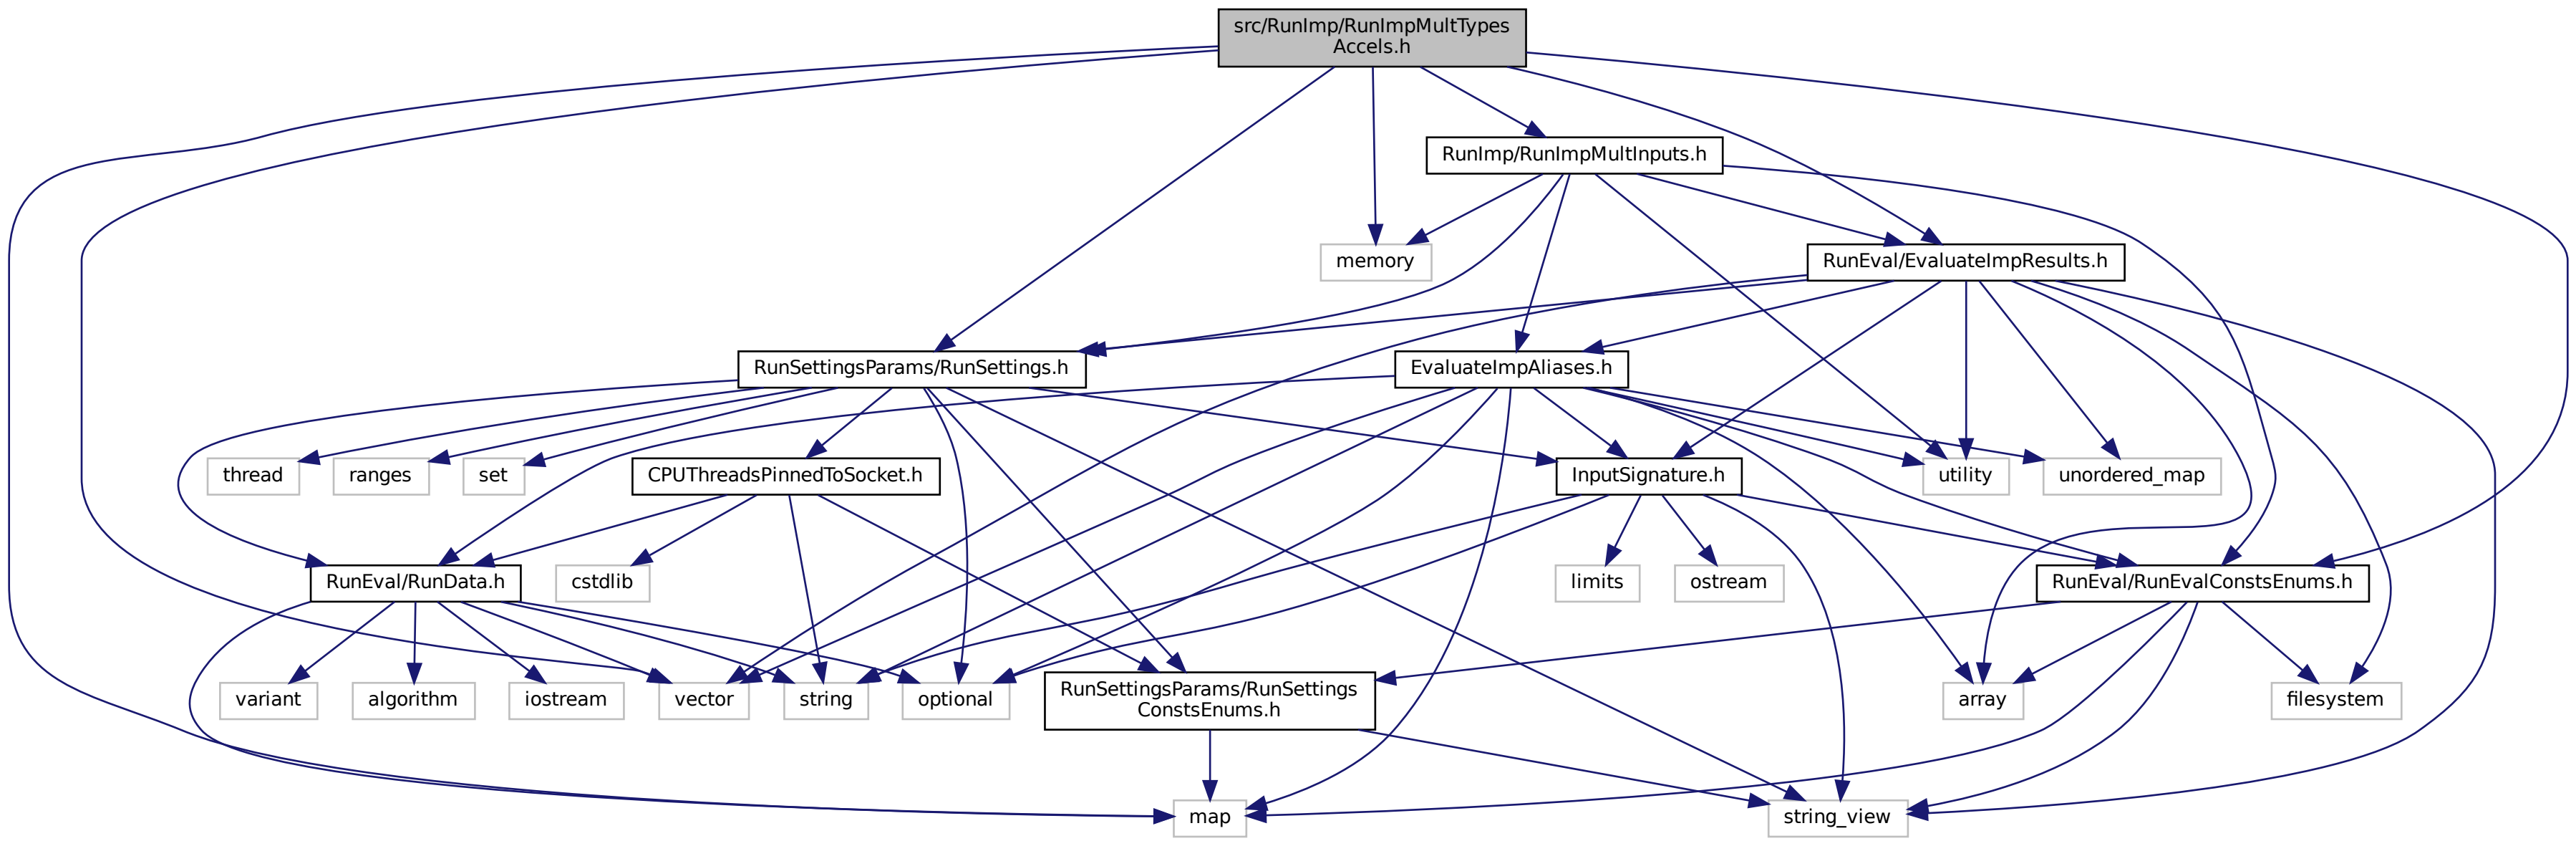 src/RunImp/RunImpMultTypes
Accels.h
RunImp/RunImpMultInputs.h
memory
RunEval/EvaluateImpResults.h
RunSettingsParams/RunSettings.h
EvaluateImpAliases.h
thread
ranges
set
CPUThreadsPinnedToSocket.h
InputSignature.h
utility
unordered_map
RunEval/RunData.h
cstdlib
limits
ostream
RunEval/RunEvalConstsEnums.h
variant
algorithm
iostream
vector
string
optional
RunSettingsParams/RunSettings
ConstsEnums.h
array
filesystem
map
string_view